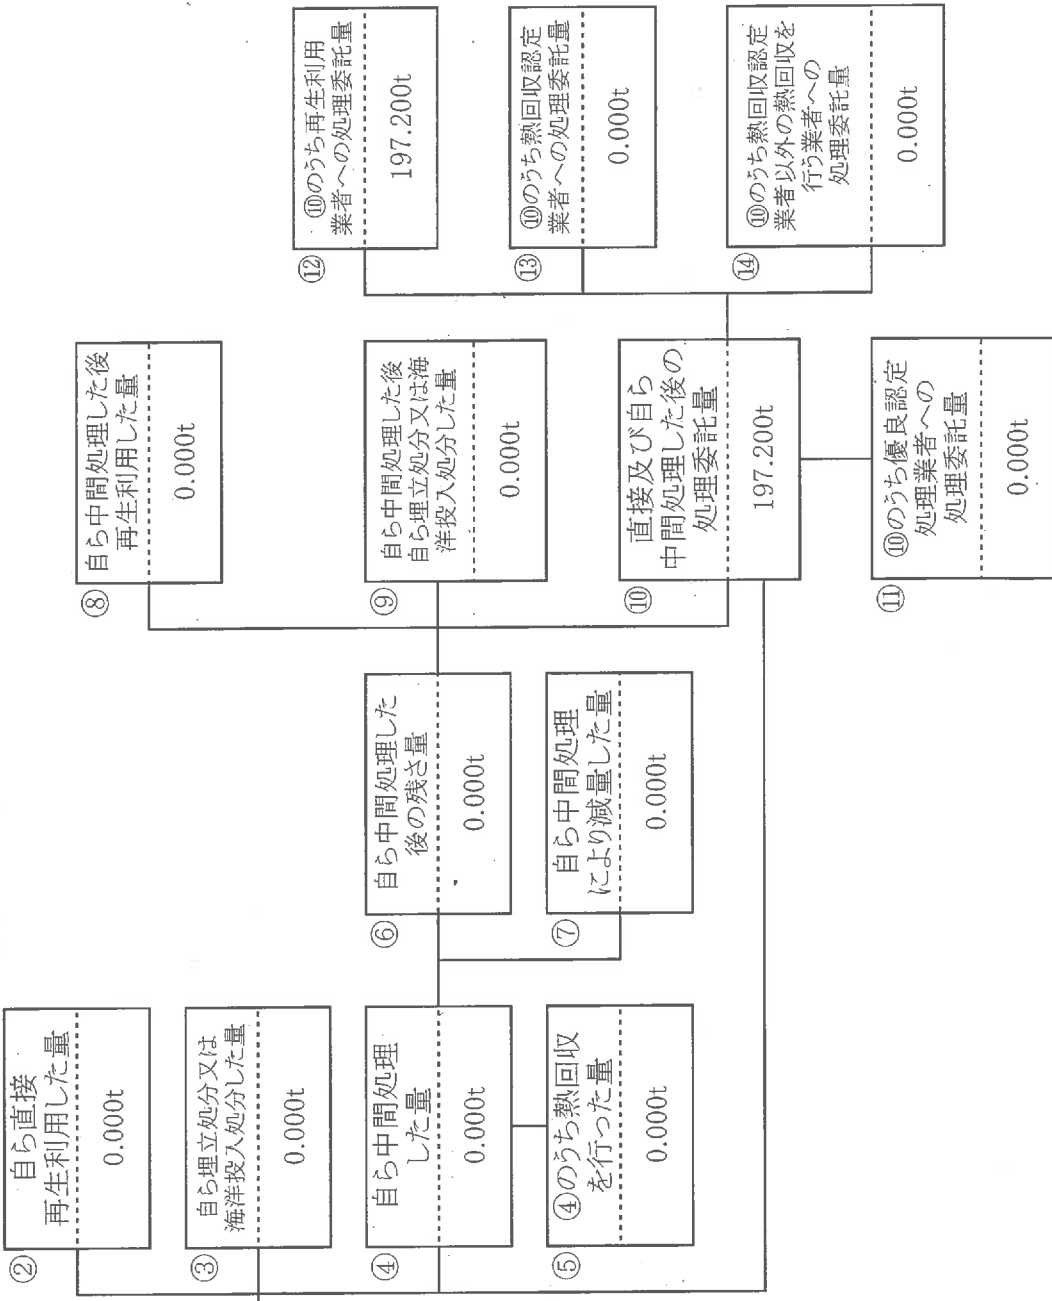 ②
自ら直接
再生利用した量
0.000t
③
自ら埋立処分又は
海洋投入処分した量
0.000t
④
自ら中間処理
した量
0.000t
⑤
④のうち熱回収
を行った量
0.000t
⑥
自ら中間処理した
後の残さ量
0.000t
⑦
自ら中間処理
により減量した量
0.000t
⑧
自ら中間処理した後
再生利用した量
0.000t
⑨
自ら中間処理した後
自ら埋立処分又は海
洋投入処分した量
0.000t
⑩
直接及び自ら
中間処理した後の
処理委託量
197.200t
⑪
⑩のうち優良認定
処理業者への
処理委託量
0.000t
⑫
⑩のうち再生利用
業者への処理委託量
197.200t
⑬
⑩のうち熱回収認定
業者への処理委託量
0.000t
⑭
⑩のうち熱回収認定
業者以外の熱回収を
行う業者への
処理委託量
0.000t